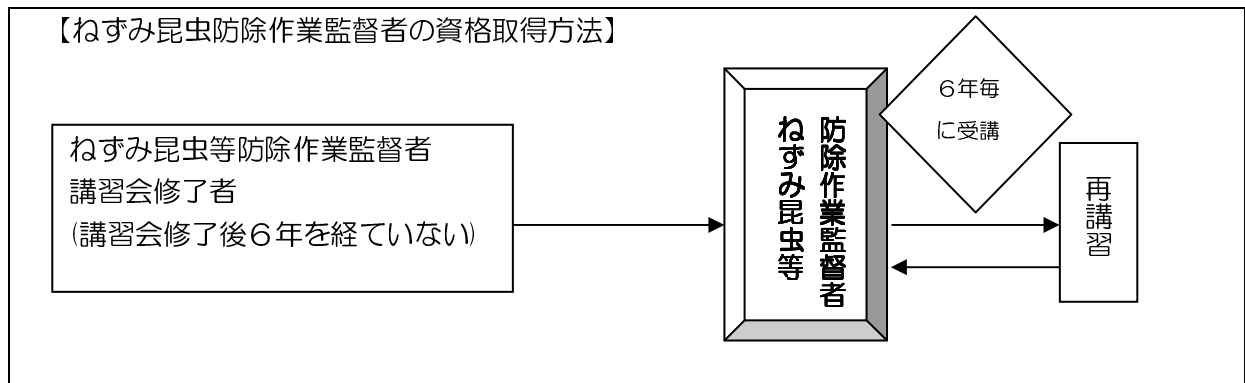 【ねずみ昆虫防除作業監督者の資格取得方法】
ねずみ昆虫等防除作業監督者
講習会修了者
(講習会修了後６年を経ていない)
防除作業監督者
ねずみ昆虫等
６年毎
に受講
再講習